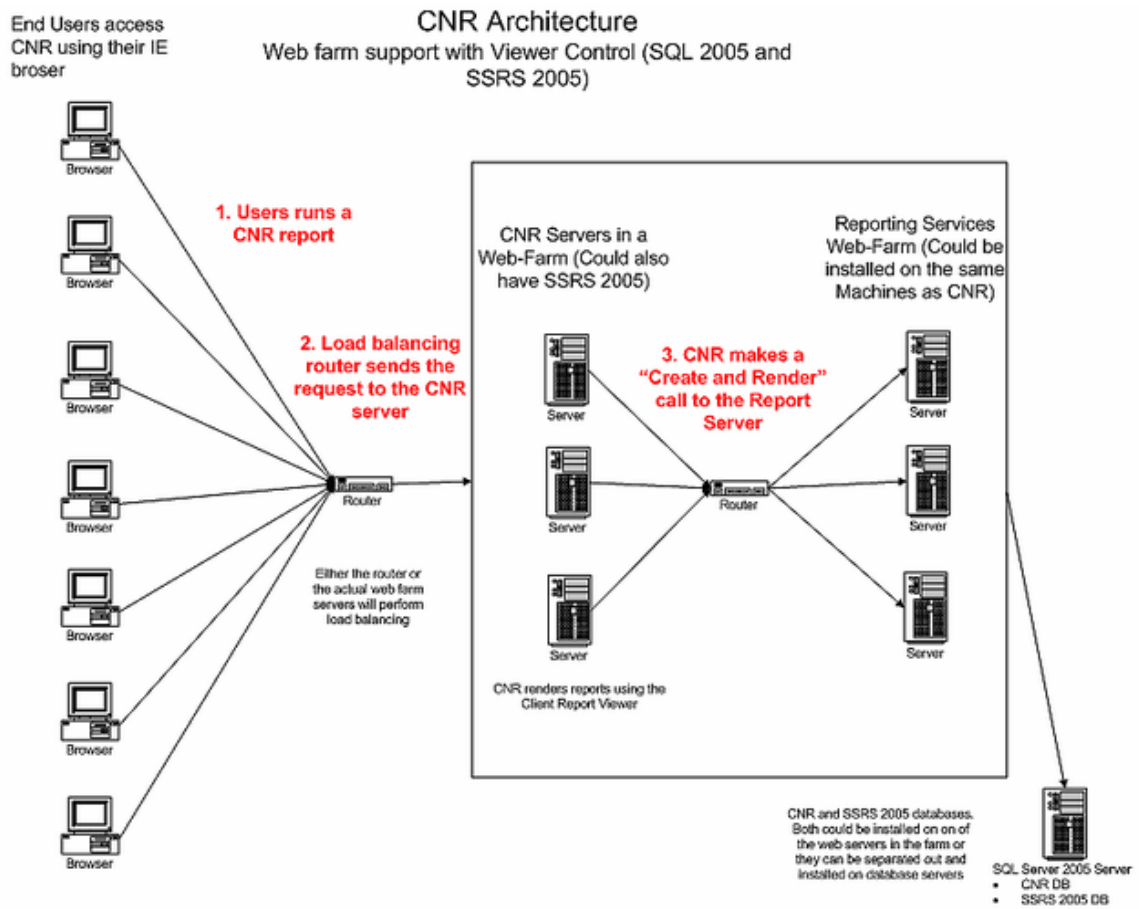 End Users access
CNR using their IE
broser
CNR Architecture
Web farm support with Viewer Control (SQL 2005 and
SSRS 2005)
Browser
Browser
Browser
Browser
Browser
Browser
Browser
1. Users runs a
CNR report
2. Load balancing
router sends the
request to the CNR
server
Router
Either the router or
the actual web farm
servers will perform
load balancing
CNR Servers in a
Web-Farm (Could also
have SSRS 2005)
Server
Server
Server
CNR renders reports using the
Client Report Viewer
3. CNR makes a
“Create and Render”
call to the Report
Server
Router
Reporting Services
Web-Farm (Could be
installed on the same
Machines as CNR)
Server
Server
Server
CNR and SSRS 2005 databases.
Both could be installed on on of
the web servers in the farm or
they can be separated out and
installed on database servers
SQL Server 2005 Server
• CNR DB
• SSRS 2005 DB